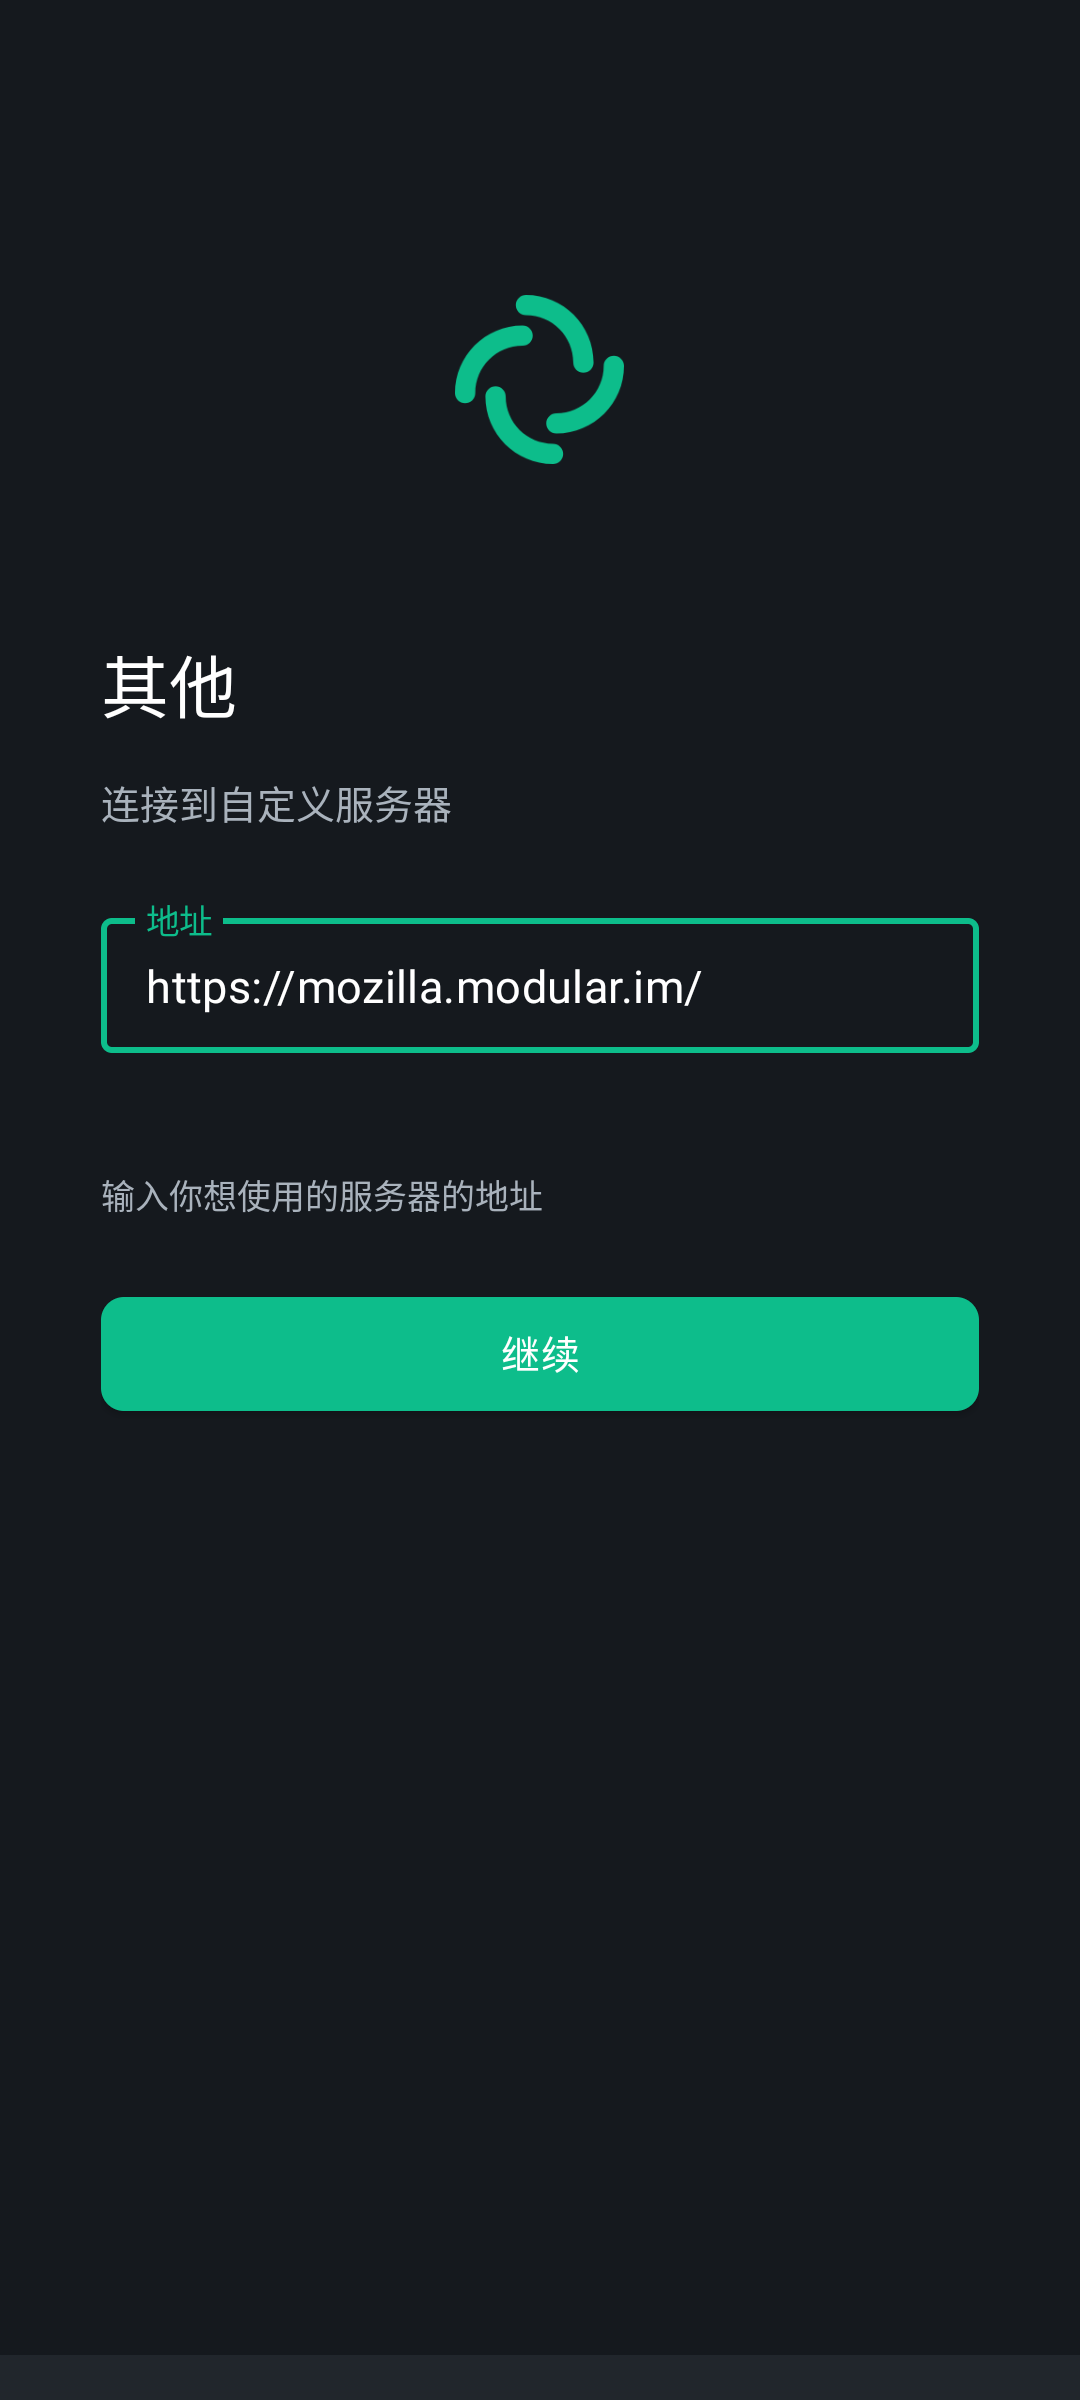 其他
连接到自定义服务器
地址
https://mozilla.modular.im/
输入你想使用的服务器的地址
继续